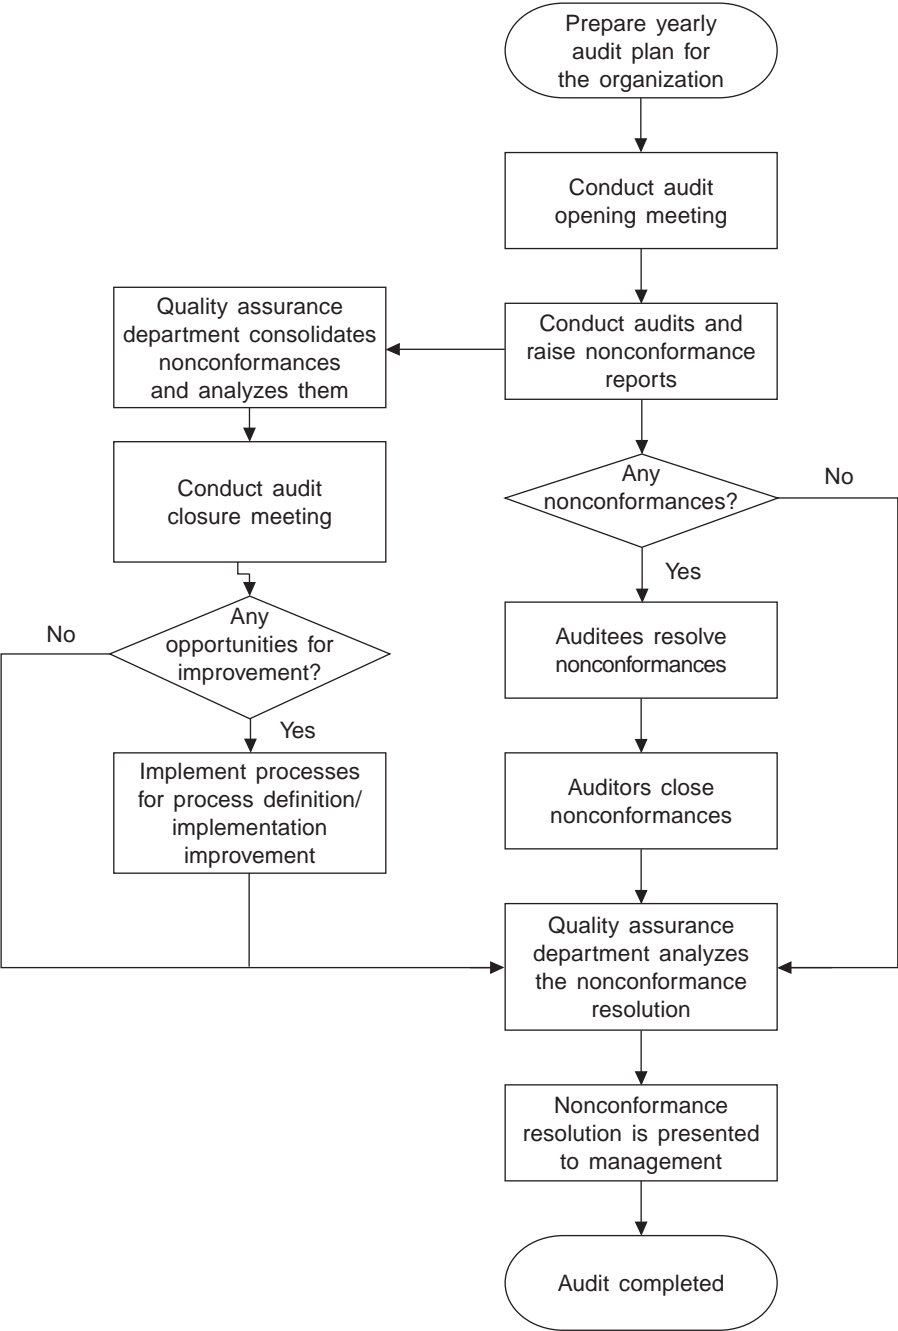 Prepare yearly
audit plan for
the organization
Conduct audit
opening meeting
Quality assurance
department consolidates
nonconformances
and analyzes them
Conduct audits and
raise nonconformance
reports
Conduct audit
closure meeting
Any
nonconformances?
No
Yes
Any
opportunities for
improvement?
No
Yes
Auditees resolve
nonconformances
Implement processes
for process definition/
implementation
improvement
Auditors close
nonconformances
Quality assurance
department analyzes
the nonconformance
resolution
Nonconformance
resolution is presented
to management
Audit completed